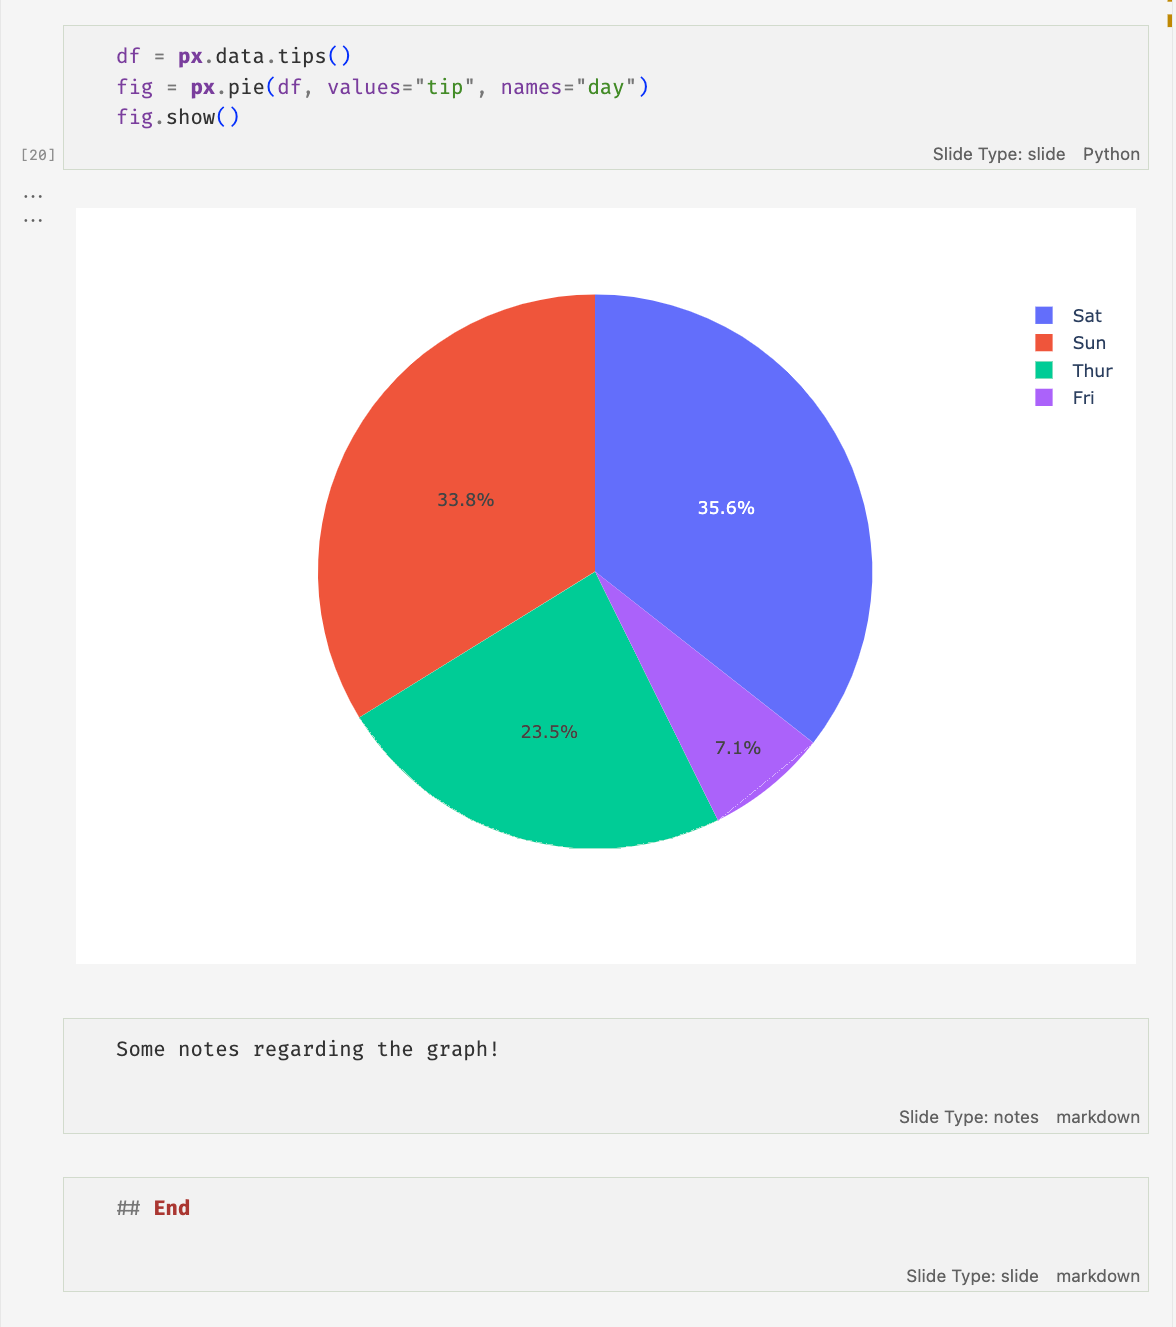 df = px.data.tips()
fig = px.pie(df, values="tip", names="day")
fig.show()
[20]
Slide Type: slide Python
...
...
Sat
Sun
Thur
Fri
33.8%
35.6%
23.5%
7.1%
Some notes regarding the graph!
Slide Type: notes markdown
## End
Slide Type: slide markdown